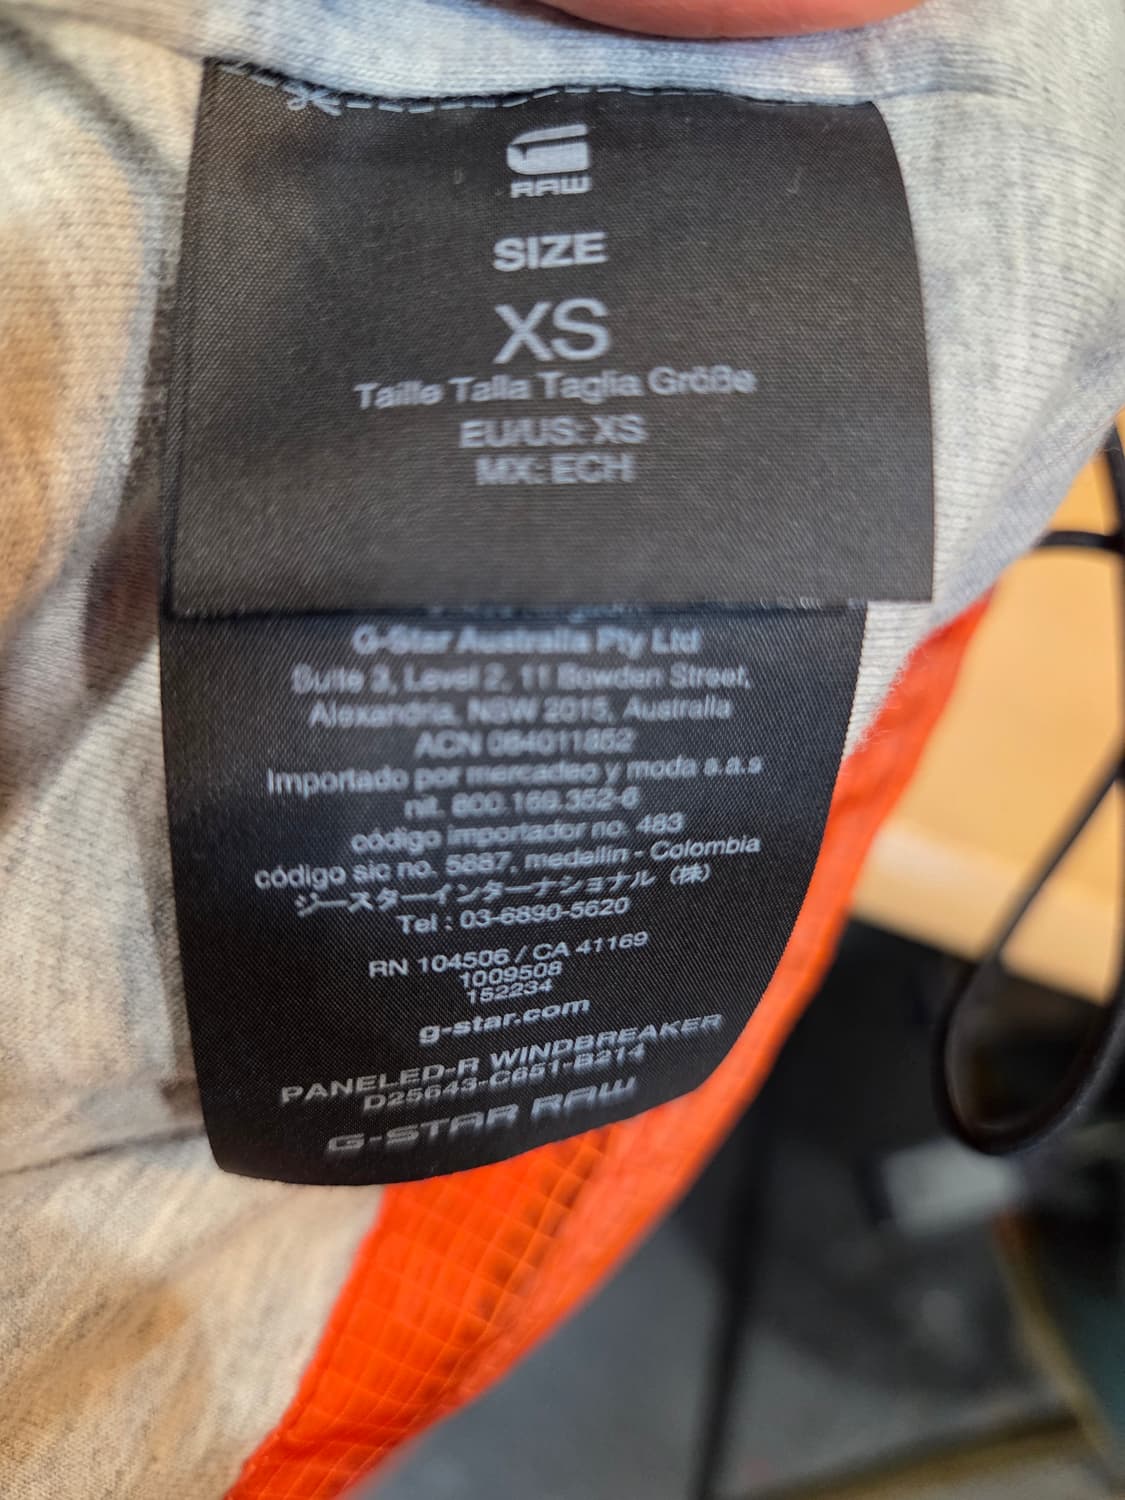 RAW
SIZE
XS
Taille Talla Taglia Größe
EU/US: XS
MX: ECH
G-Star Australia Pty Ltd
Suite 3, Level 2, 11 Bowden Street,
Alexandria, NSW 2015, Australia
ACN 064011852
Importado por mercadeo y moda s.a.s
nit. 800.168.352-6
código importador no. 463
código sic no. 5887, medellin - Colombia
ジースターインターナショナル (株)
Tel : 03-6890-5620
RN 104506 / CA 41169
1009508
152234
g-star.com
PANELED-R WINDBREAKER
D25643-C651-B214
G-STAR RAW